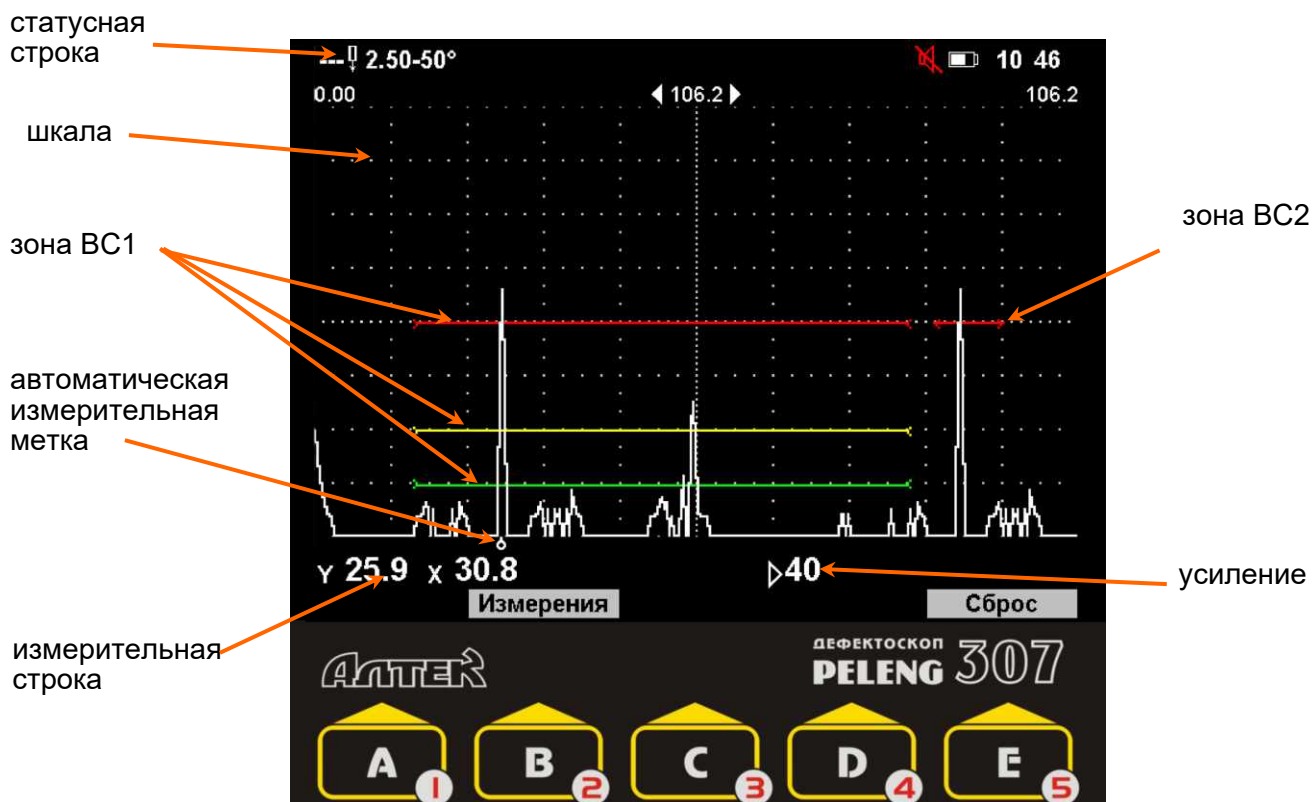 статусная
строка
--- 2.50-50° 10 46
0.00 ◀ 106.2 ▶ 106.2
шкала
зона ВС1
зона ВС2
автоматическая
измерительная
метка
Y 25.9 X 30.8 ▷40
усиление
Измерения Сброс
измерительная
строка
АЛТЕК
ДЕФЕКТОСКОП
PELENG 307
A 1 B 2 C 3 D 4 E 5